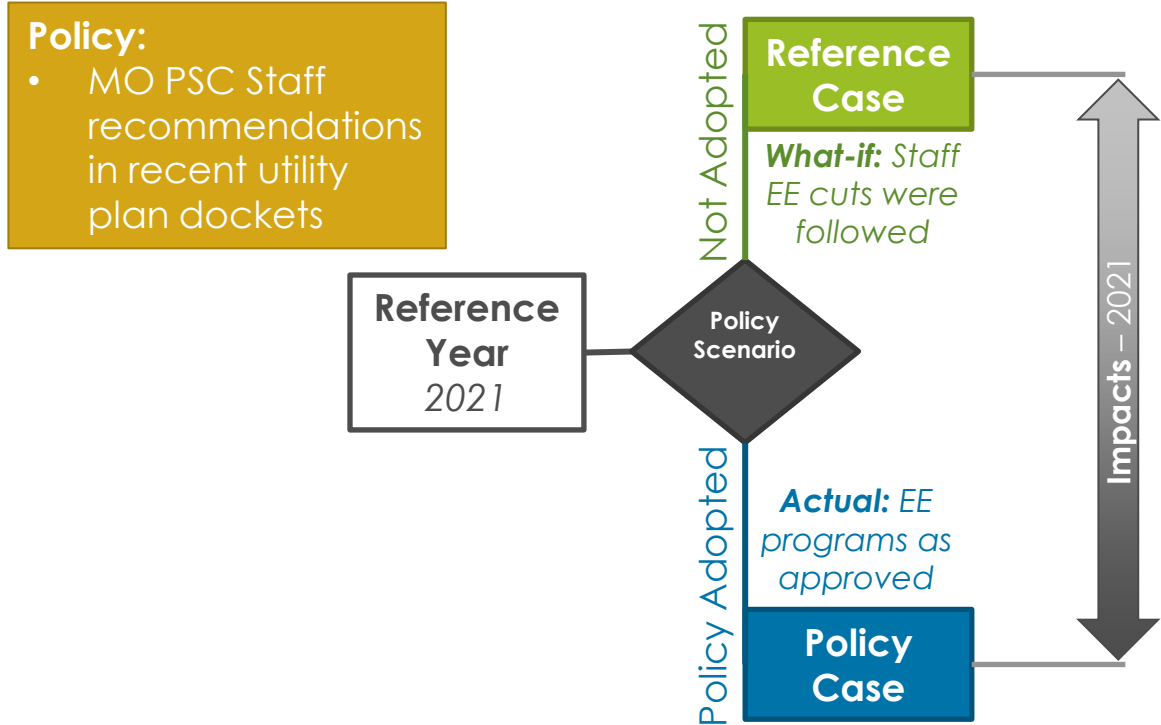 Policy:
• MO PSC Staff
recommendations
in recent utility
plan dockets
Not Adopted
Reference
Case
What-if: Staff
EE cuts were
followed
Reference
Year
2021
Policy
Scenario
Impacts – 2021
Policy Adopted
Actual: EE
programs as
approved
Policy
Case